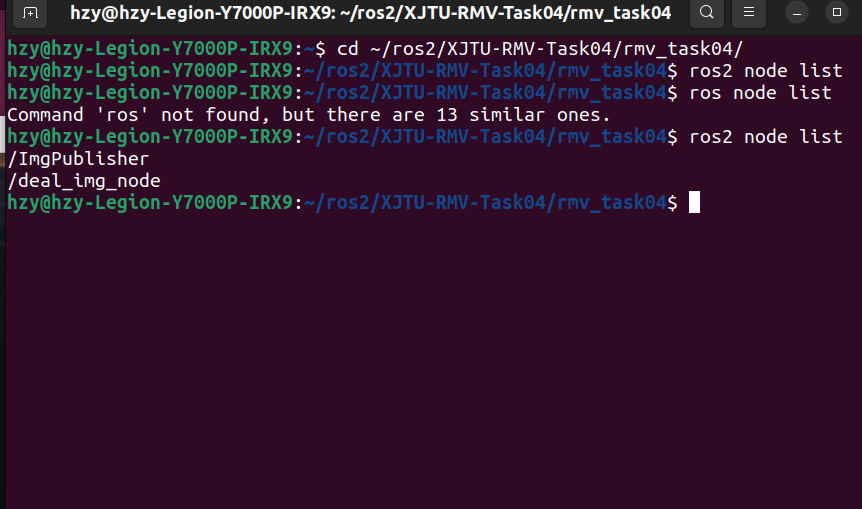 hzy@hzy-Legion-Y7000P-IRX9: ~/ros2/XJTU-RMV-Task04/rmv_task04
hzy@hzy-Legion-Y7000P-IRX9:~$ cd ~/ros2/XJTU-RMV-Task04/rmv_task04/
hzy@hzy-Legion-Y7000P-IRX9:~/ros2/XJTU-RMV-Task04/rmv_task04$ ros2 node list
hzy@hzy-Legion-Y7000P-IRX9:~/ros2/XJTU-RMV-Task04/rmv_task04$ ros node list
Command 'ros' not found, but there are 13 similar ones.
hzy@hzy-Legion-Y7000P-IRX9:~/ros2/XJTU-RMV-Task04/rmv_task04$ ros2 node list
/ImgPublisher
/deal_img_node
hzy@hzy-Legion-Y7000P-IRX9:~/ros2/XJTU-RMV-Task04/rmv_task04$